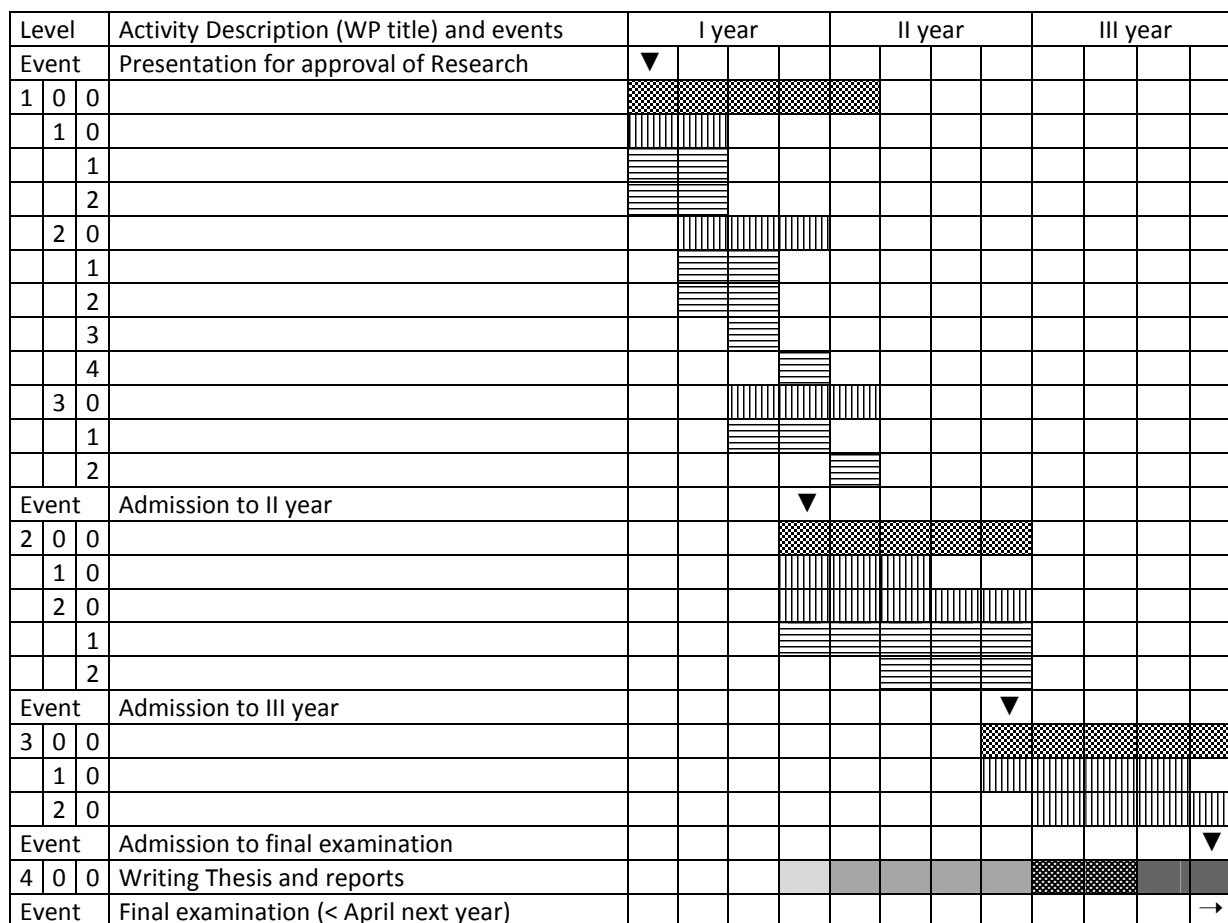 Level Activity Description (WP title) and events I year II year III year
Event Presentation for approval of Research ▼
1 0 0
1 0
1
2
2 0
1
2
3
4
3 0
1
2
Event Admission to II year ▼
2 0 0
1 0
2 0
1
2
Event Admission to III year ▼
3 0 0
1 0
2 0
Event Admission to final examination ▼
4 0 0 Writing Thesis and reports
Event Final examination (< April next year) →